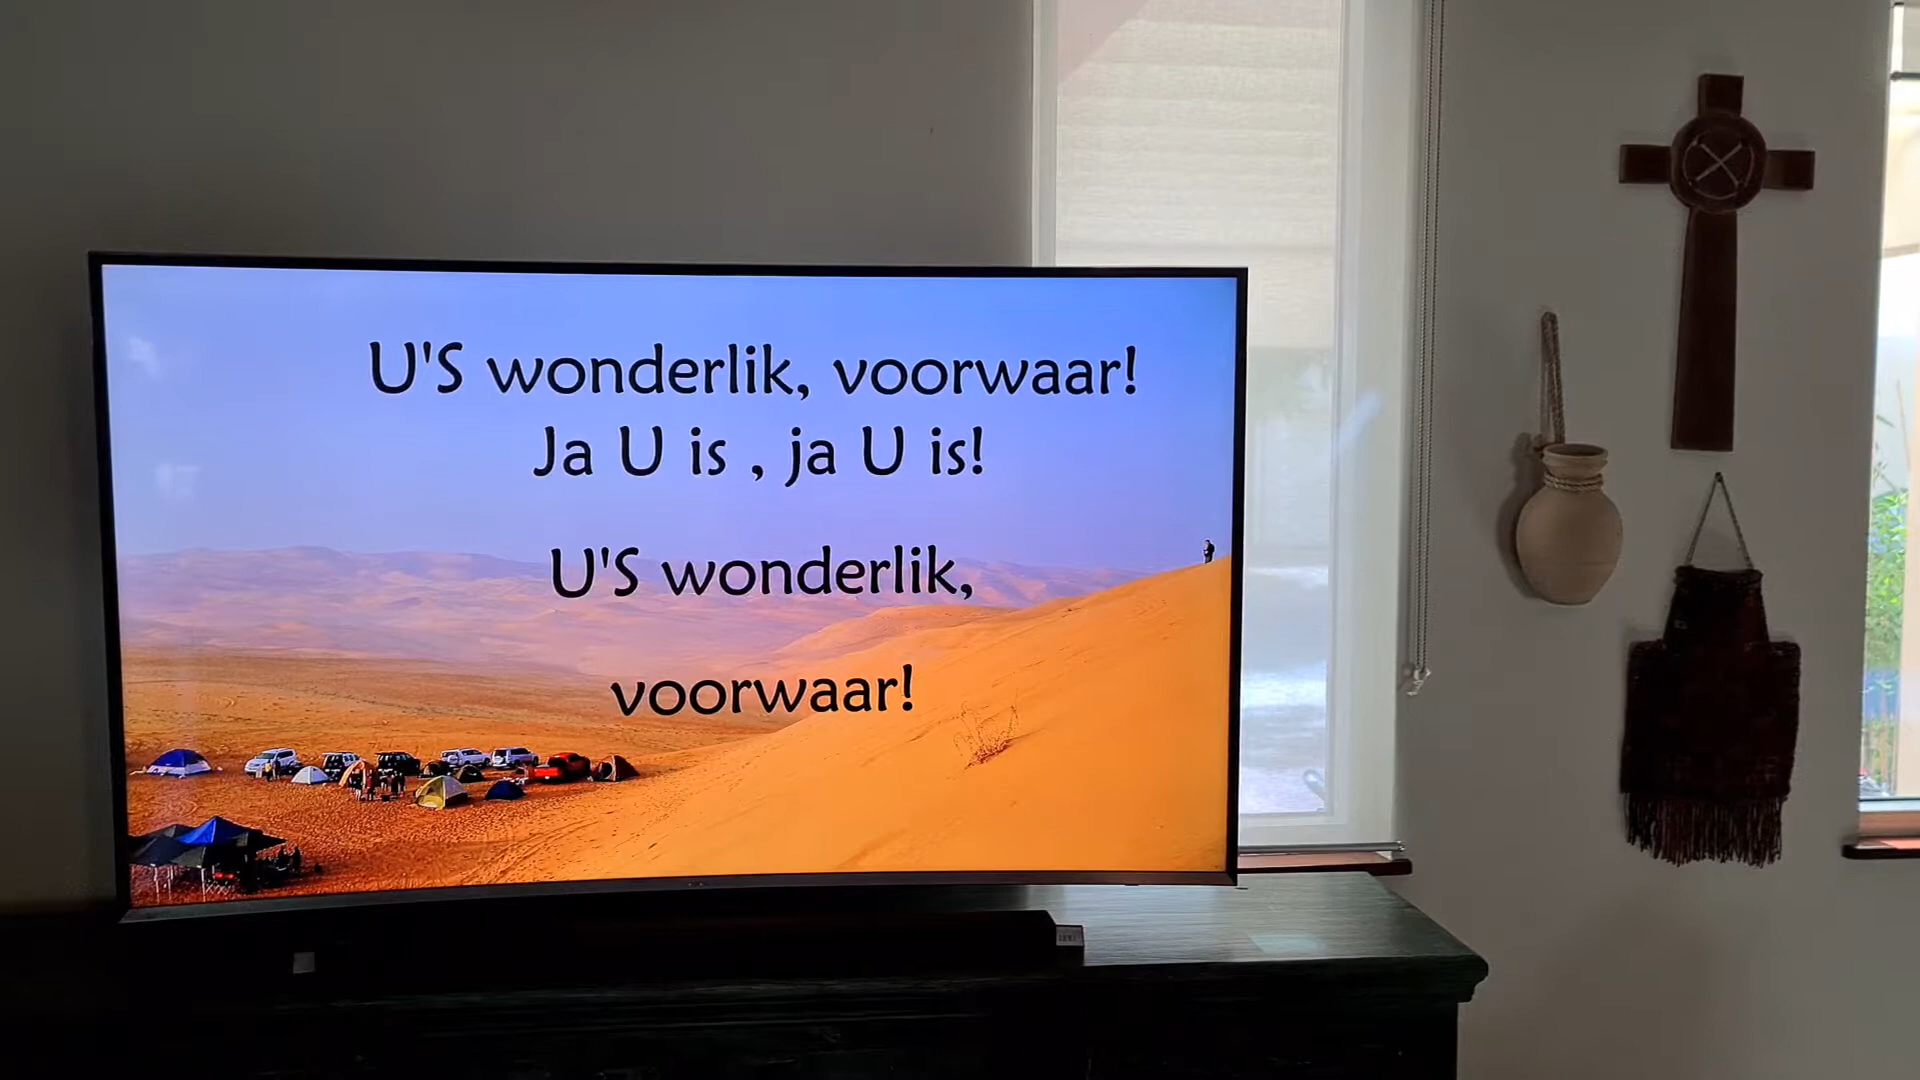 U'S wonderlik, voorwaar!
Ja U is , ja U is!
U'S wonderlik,
voorwaar!